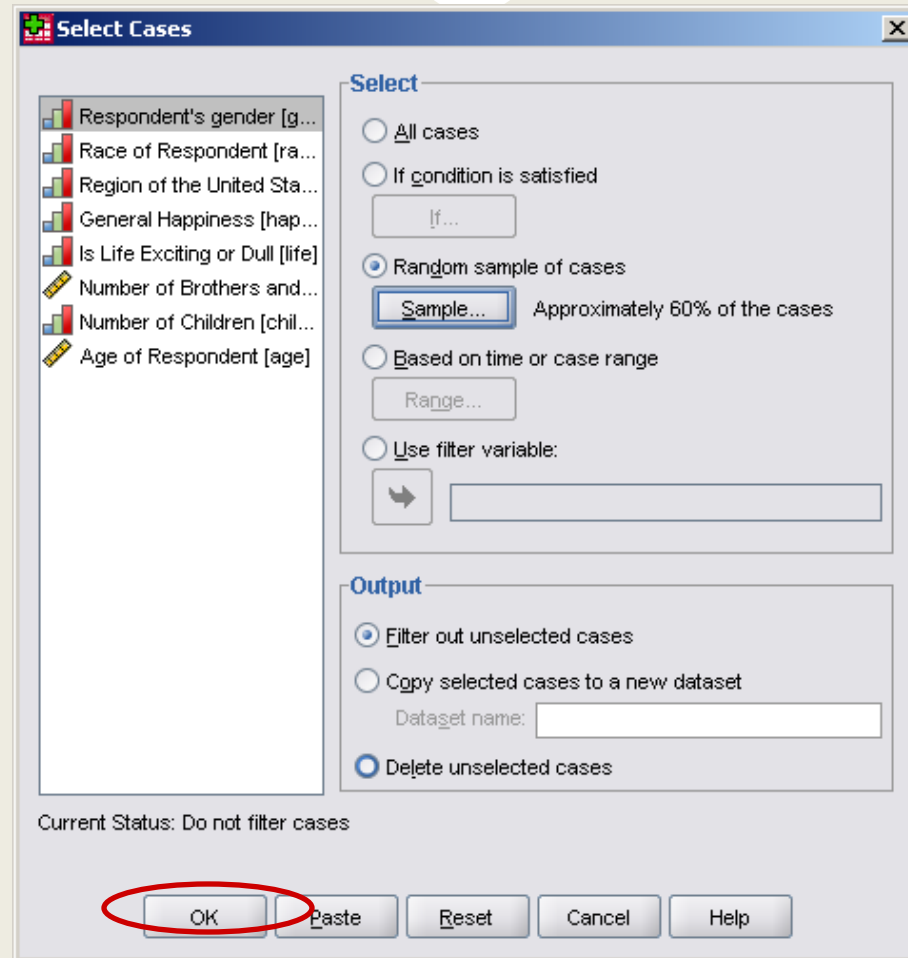 Select Cases
Respondent's gender [g...
Race of Respondent [ra...
Region of the United Sta...
General Happiness [hap...
Is Life Exciting or Dull [life]
Number of Brothers and...
Number of Children [chil...
Age of Respondent [age]
Select
All cases
If condition is satisfied
If...
Random sample of cases
Sample... Approximately 60% of the cases
Based on time or case range
Range...
Use filter variable:
Output
Filter out unselected cases
Copy selected cases to a new dataset
Dataset name:
Delete unselected cases
Current Status: Do not filter cases
OK Paste Reset Cancel Help